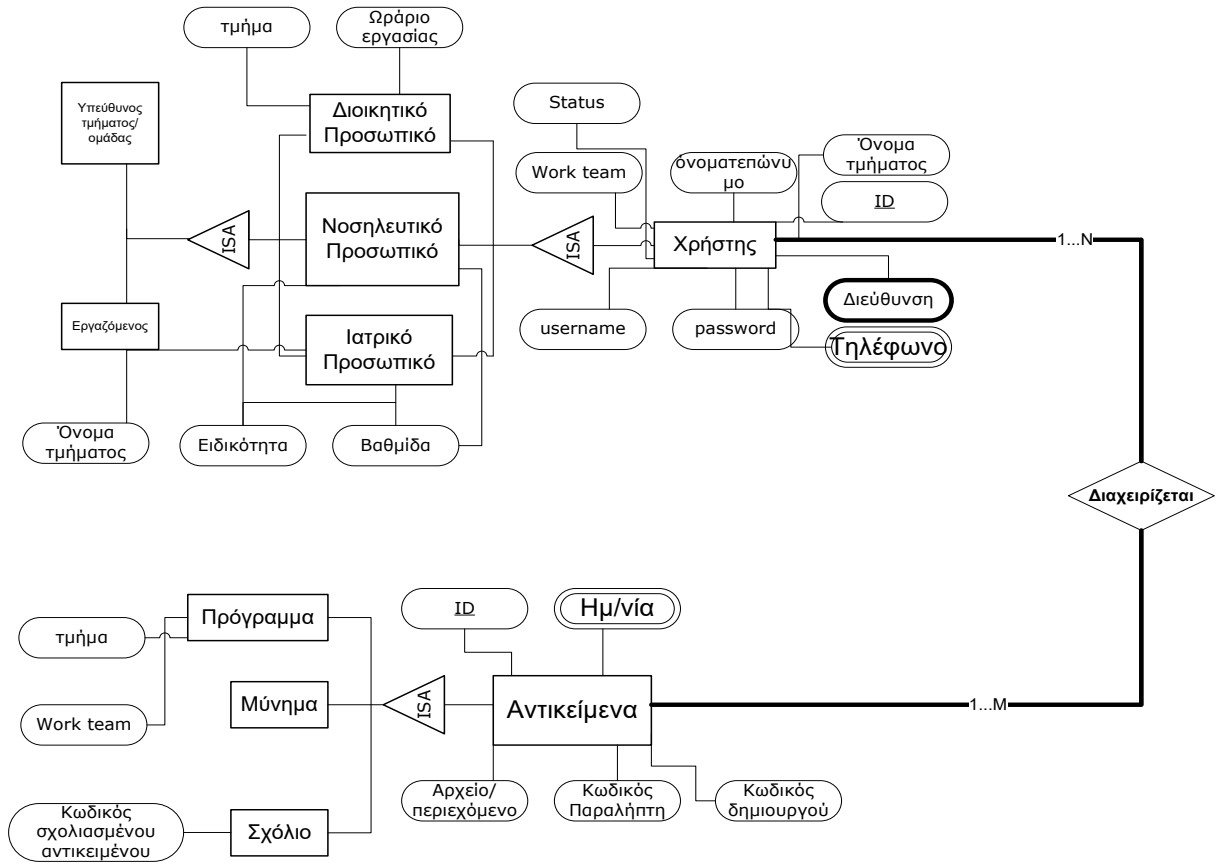 τμήμα
Ωράριο
εργασίας
Υπεύθυνος
τμήματος/
ομάδας
Διοικητικό
Προσωπικό
Status
Work team
όνοματεπώνυ
μο
Όνομα
τμήματος
ID
Νοσηλευτικό
Προσωπικό
ISA
ISA
Χρήστης
1...N
Διεύθυνση
Εργαζόμενος
Ιατρικό
Προσωπικό
username
password
Τηλέφωνο
Όνομα
τμήματος
Ειδικότητα
Βαθμίδα
Διαχειρίζεται
Πρόγραμμα
ID
Ημ/νία
τμήμα
Μύνημα
ISA
Αντικείμενα
1...M
Work team
Αρχείο/
περιεχόμενο
Κωδικός
Παραλήπτη
Κωδικός
δημιουργού
Κωδικός
σχολιασμένου
αντικειμένου
Σχόλιο